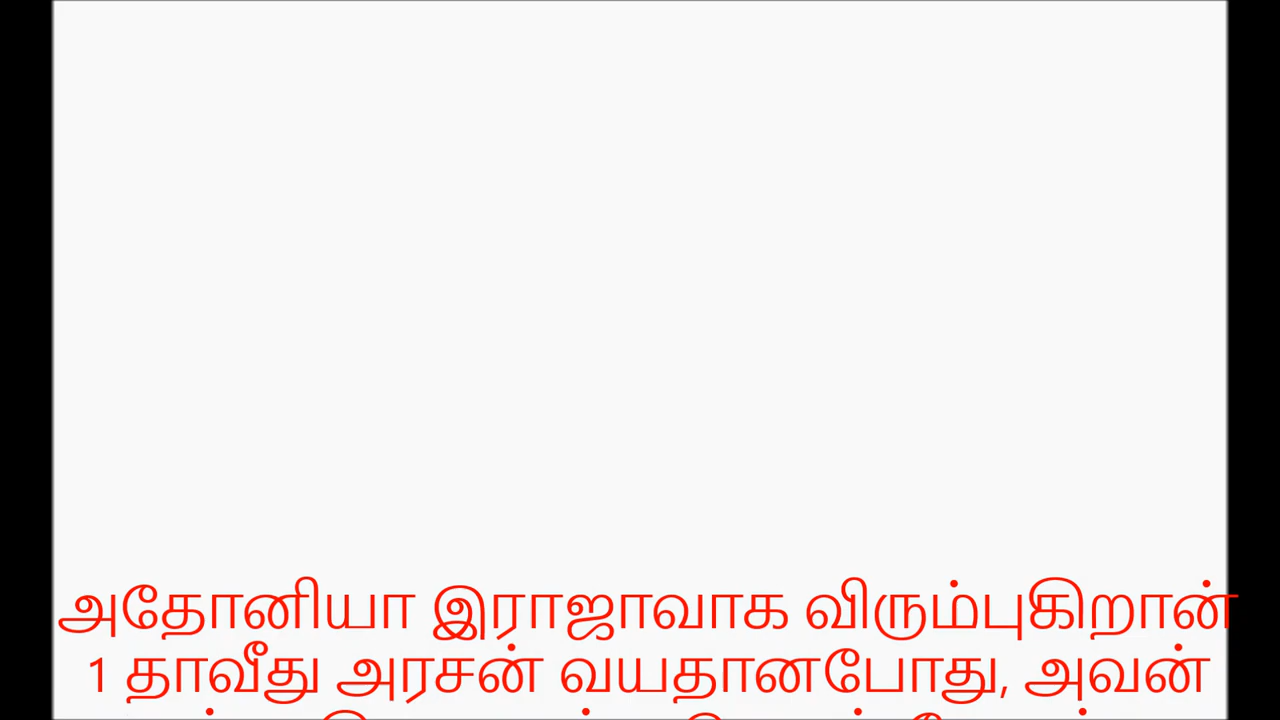 அதோனியா இராஜாவாக விரும்புகிறான்
1 தாவீது அரசன் வயதானபோது, அவன்